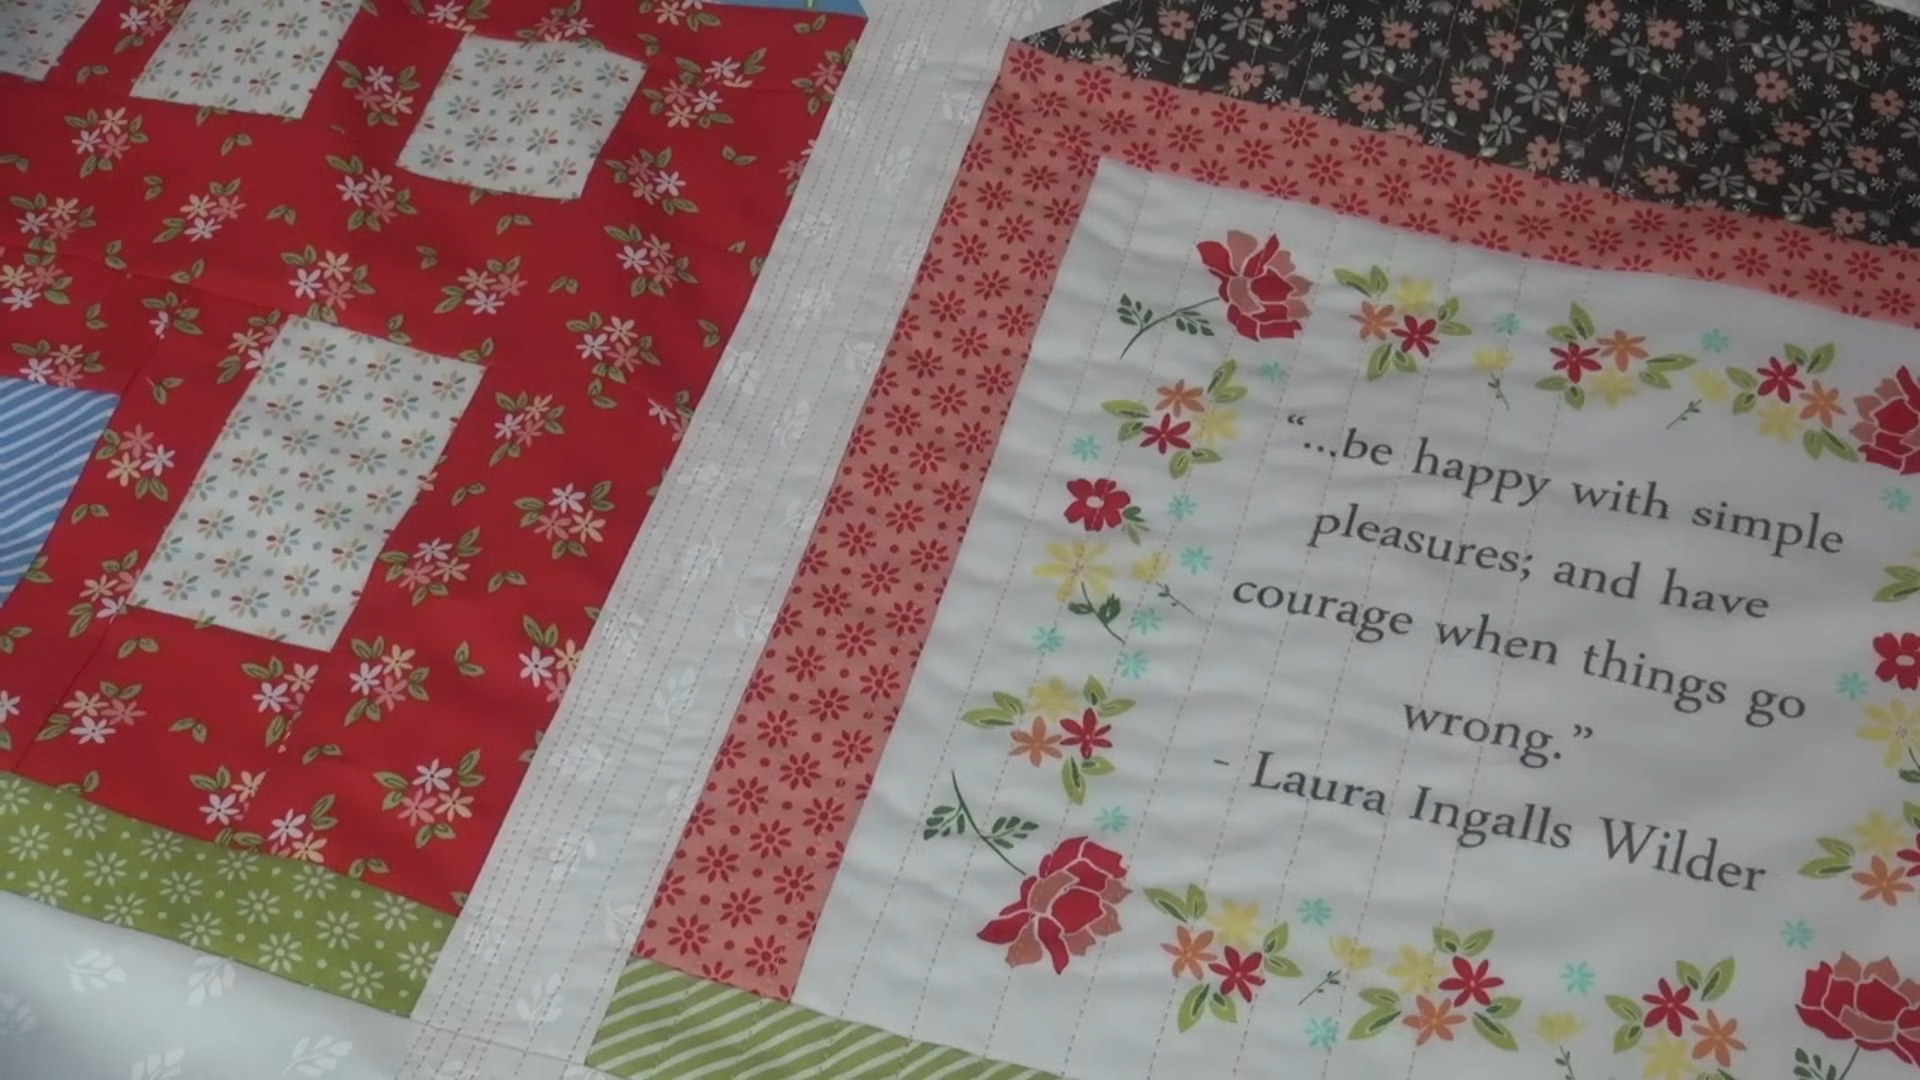 “...be happy with simple
pleasures; and have
courage when things go
wrong.”
- Laura Ingalls Wilder